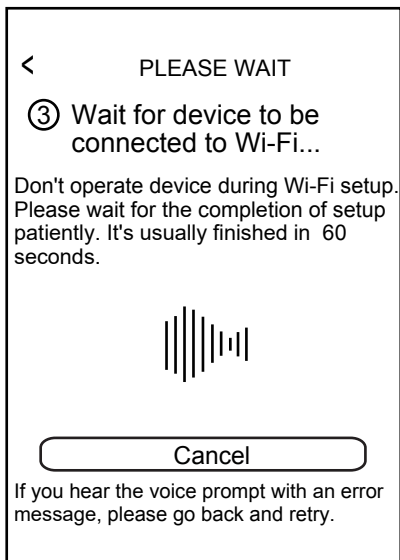 < PLEASE WAIT
③ Wait for device to be
connected to Wi-Fi...
Don't operate device during Wi-Fi setup.
Please wait for the completion of setup
patiently. It's usually finished in 60
seconds.
Cancel
If you hear the voice prompt with an error
message, please go back and retry.